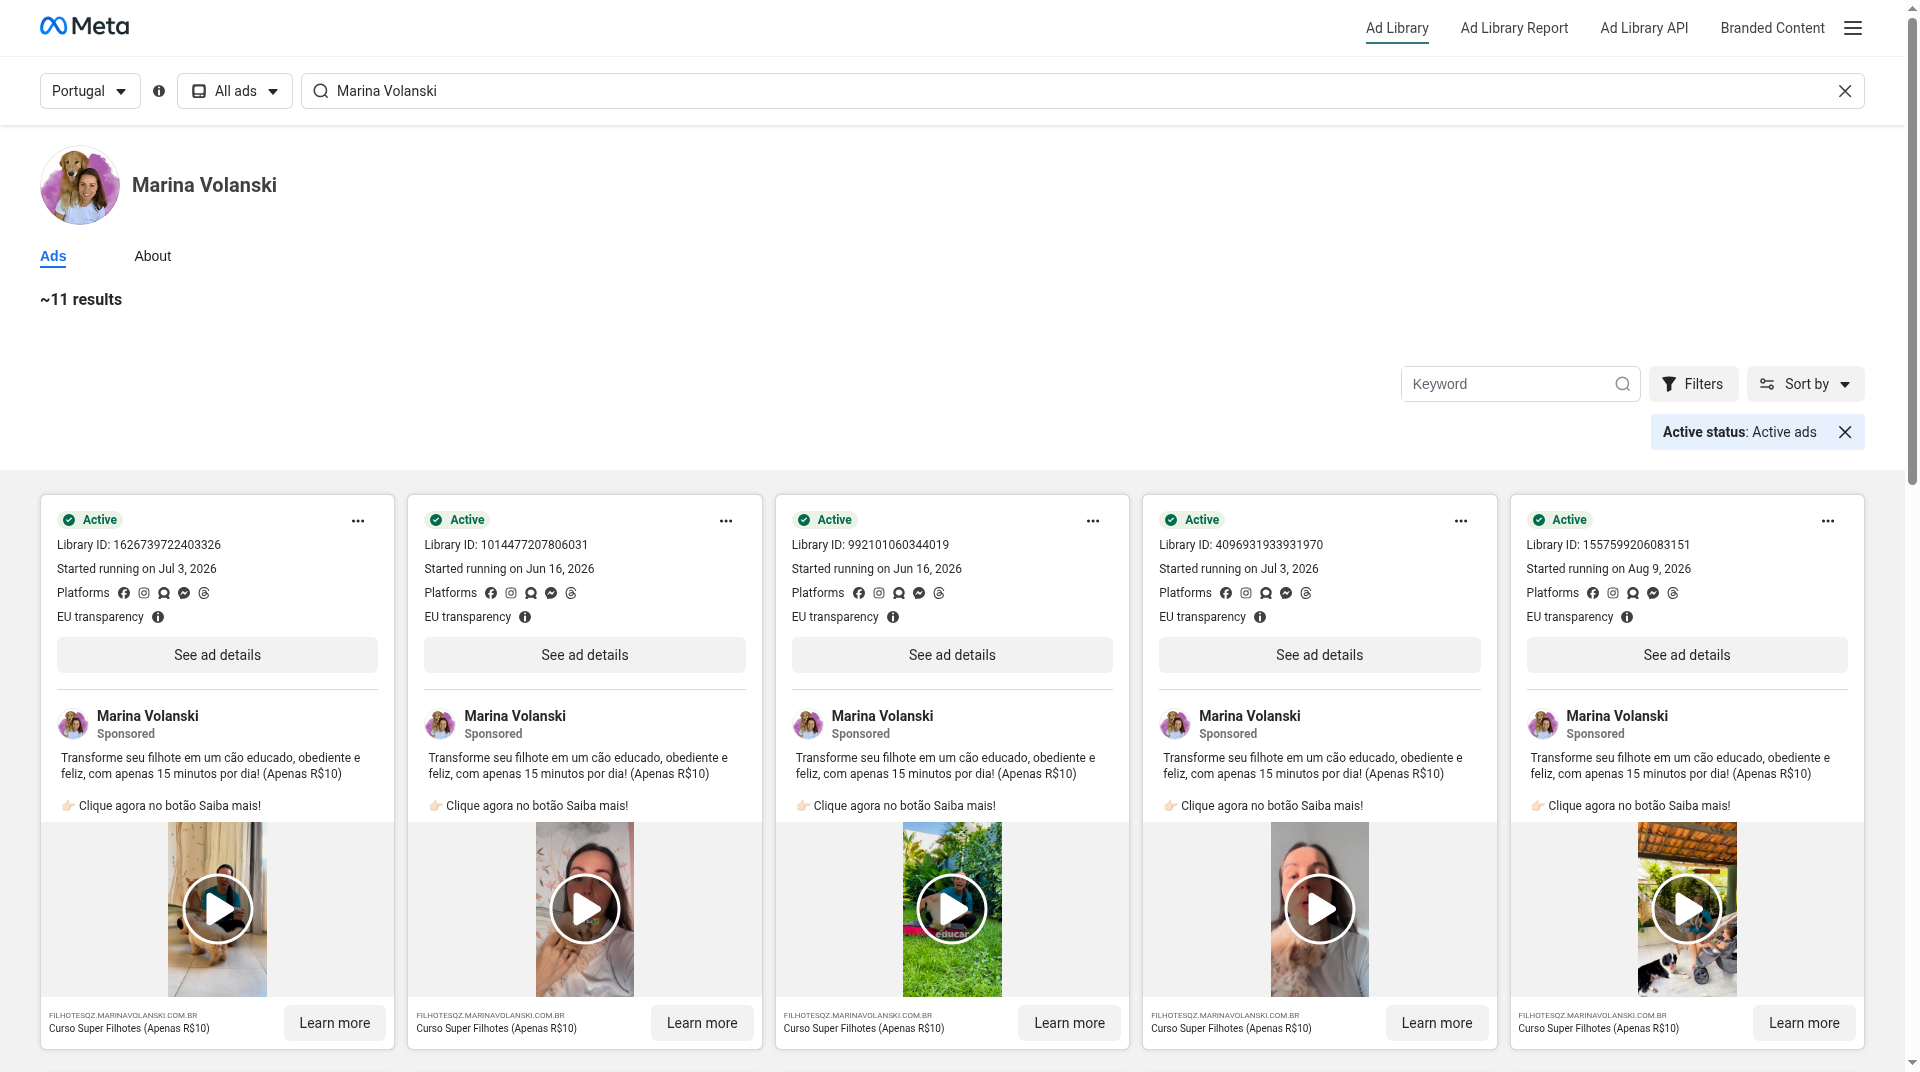 Meta
Ad Library
Ad Library Report
Ad Library API
Branded Content
Portugal
All ads
Marina Volanski
Marina Volanski
Ads
About
~11 results
Keyword
Filters
Sort by
Active status: Active ads
Active
Library ID: 1626739722403326
Started running on Jul 3, 2026
Platforms
EU transparency
See ad details
Marina Volanski
Sponsored
Transforme seu filhote em um cão educado, obediente e
feliz, com apenas 15 minutos por dia! (Apenas R$10)
👉🏻 Clique agora no botão Saiba mais!
FILHOTESQZ.MARINAVOLANSKI.COM.BR
Curso Super Filhotes (Apenas R$10)
Learn more
Active
Library ID: 1014477207806031
Started running on Jun 16, 2026
Platforms
EU transparency
See ad details
Marina Volanski
Sponsored
Transforme seu filhote em um cão educado, obediente e
feliz, com apenas 15 minutos por dia! (Apenas R$10)
👉🏻 Clique agora no botão Saiba mais!
FILHOTESQZ.MARINAVOLANSKI.COM.BR
Curso Super Filhotes (Apenas R$10)
Learn more
Active
Library ID: 992101060344019
Started running on Jun 16, 2026
Platforms
EU transparency
See ad details
Marina Volanski
Sponsored
Transforme seu filhote em um cão educado, obediente e
feliz, com apenas 15 minutos por dia! (Apenas R$10)
👉🏻 Clique agora no botão Saiba mais!
educar
FILHOTESQZ.MARINAVOLANSKI.COM.BR
Curso Super Filhotes (Apenas R$10)
Learn more
Active
Library ID: 4096931933931970
Started running on Jul 3, 2026
Platforms
EU transparency
See ad details
Marina Volanski
Sponsored
Transforme seu filhote em um cão educado, obediente e
feliz, com apenas 15 minutos por dia! (Apenas R$10)
👉🏻 Clique agora no botão Saiba mais!
FILHOTESQZ.MARINAVOLANSKI.COM.BR
Curso Super Filhotes (Apenas R$10)
Learn more
Active
Library ID: 1557599206083151
Started running on Aug 9, 2026
Platforms
EU transparency
See ad details
Marina Volanski
Sponsored
Transforme seu filhote em um cão educado, obediente e
feliz, com apenas 15 minutos por dia! (Apenas R$10)
👉🏻 Clique agora no botão Saiba mais!
FILHOTESQZ.MARINAVOLANSKI.COM.BR
Curso Super Filhotes (Apenas R$10)
Learn more